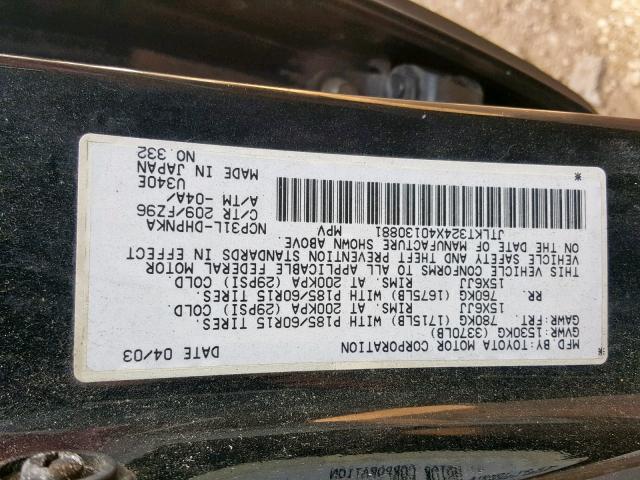 MFD.BY:TOYOTA MOTOR CORPORATION DATE 04/03
GVWR:1530KG (3370LB)
GAWR:FRT. 780KG (1715LB) WITH P185/60R15 TIRES.
15X6JJ RIMS. AT 200KPA (29PSI) COLD.
RR. 760KG (1675LB) WITH P185/60R15 TIRES.
15X6JJ RIMS. AT 200KPA (29PSI) COLD
THIS VEHICLE CONFORMS TO ALL APPLICABLE FEDERAL MOTOR
VEHICLE SAFETY AND THEFT PREVENTION STANDARDS IN EFFECT
ON THE DATE OF MANUFACTURE SHOWN ABOVE.
JTLKT324X40130881 MPV NCP31L-DHPNKA
C/TR 209/FZ96
A/TM -04A/
U340E
MADE IN JAPAN
* * NO.332
MOTOR CORPORATION